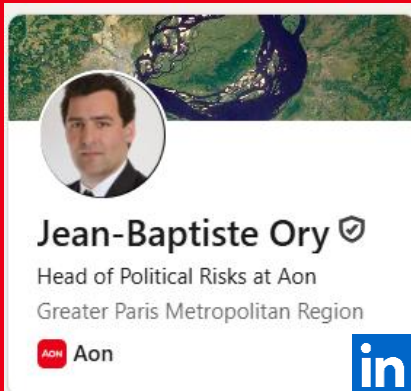 Jean-Baptiste Ory
Head of Political Risks at Aon
Greater Paris Metropolitan Region
AON Aon
in